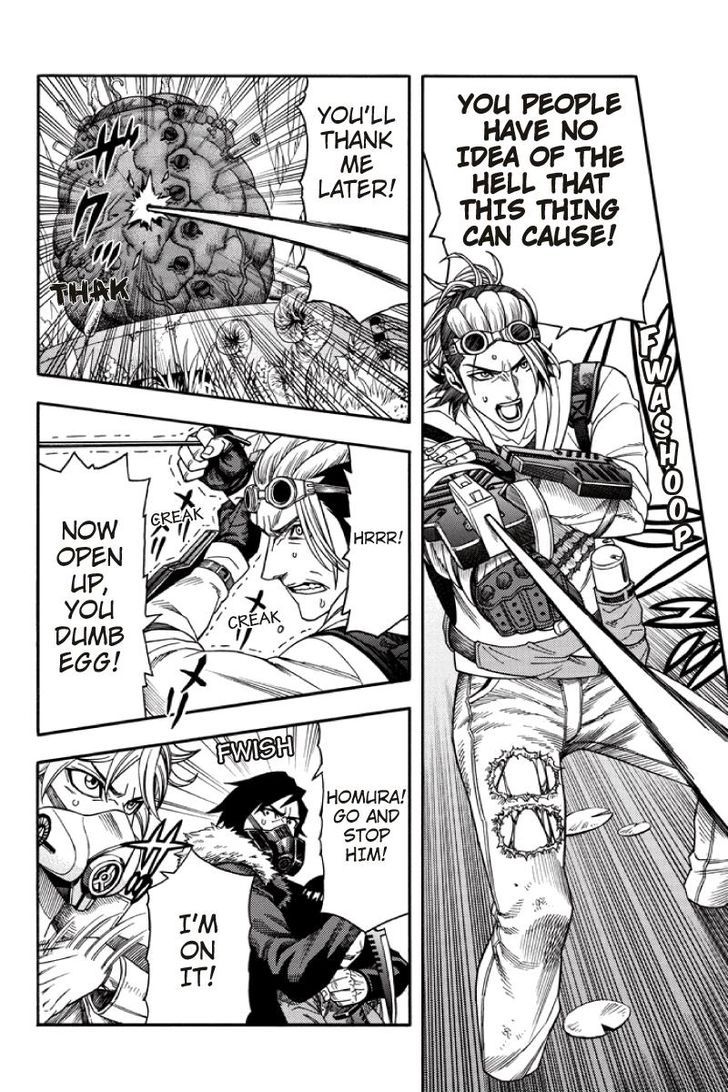 YOU PEOPLE
HAVE NO
IDEA OF THE
HELL THAT
THIS THING
CAN CAUSE!
FWASHOOP
YOU'LL
THANK
ME
LATER!
THAK
HRRR!
CREAK
CREAK
NOW
OPEN
UP,
YOU
DUMB
EGG!
FWISH
HOMURA!
GO AND
STOP
HIM!
I'M
ON
IT!